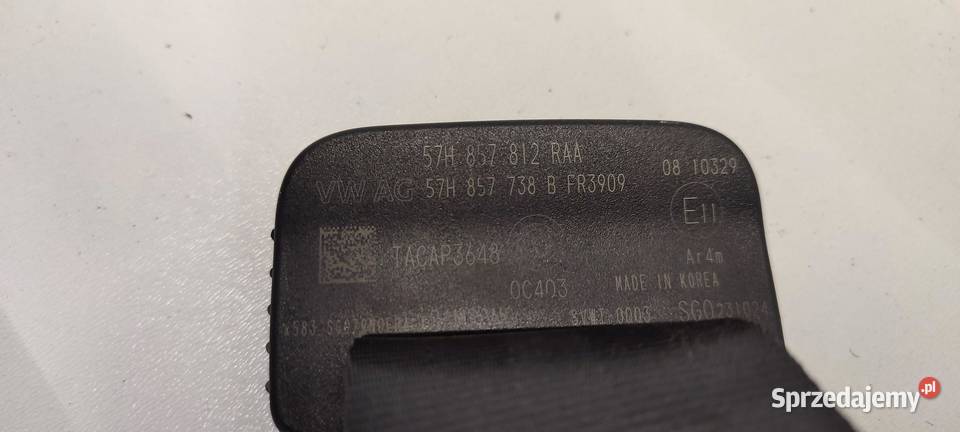 57H 857 812 RAA
VW AG 57H 857 738 B FR3909
08 10329
E11
TACAP3648
Ar4m
0C403
MADE IN KOREA
0003
Sprzedajemy.pl